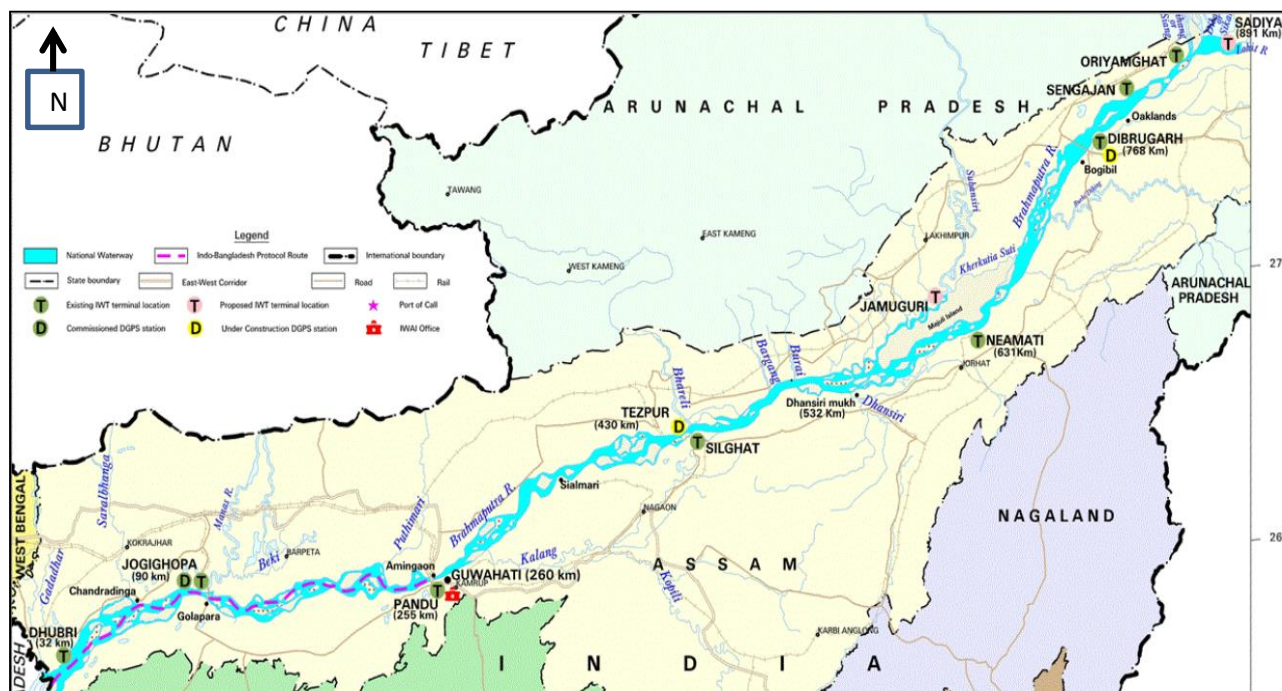 CHINA
TIBET
N
BHUTAN
ARUNACHAL PRADESH
SADIYA
(891 Km)
Lohit R
ORIYAMGHAT
SENGAJAN
Oaklands
DIBRUGARH
(768 Km)
Bogibil
Brahmaputra R.
Subansiri
TAWANG
EAST KAMENG
WEST KAMENG
LAKHIMPUR
Kherkutia Suti
JAMUGURI
Majuli Island
NEAMATI
(631Km)
JORHAT
ARUNACHAL
PRADESH
27
Legend
National Waterway
Indo-Bangladesh Protocol Route
International boundary
State boundary
East-West Corridor
Road
Rail
T
Existing IWT terminal location
T
Proposed IWT terminal location
Port of Call
D
Commissioned DGPS station
D
Under Construction DGPS station
IWAI Office
Bargang
Burai
Bhareli
Dhansiri mukh
(532 Km)
Dhansiri
TEZPUR
(430 km)
SILGHAT
Sialmari
NAGAON
NAGALAND
26
WEST BENGAL
Saralbhanga
Manas R.
Puthimari
Brahmaputra R.
Gadadhar
KOKRAJHAR
Beki
BARPETA
Kalang
Kopili
ASSAM
JOGIGHOPA
(90 km)
Chandradinga
Golapara
Amingaon
GUWAHATI (260 km)
KAMRUP
PANDU
(255 km)
DHUBRI
(32 km)
KARBI ANGLONG
INDIA